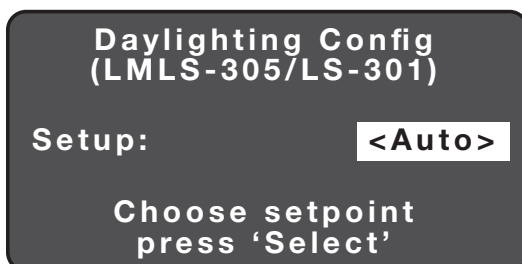 Daylighting Config
(LMLS-305/LS-301)
Setup: <Auto>
Choose setpoint
press ‘Select’